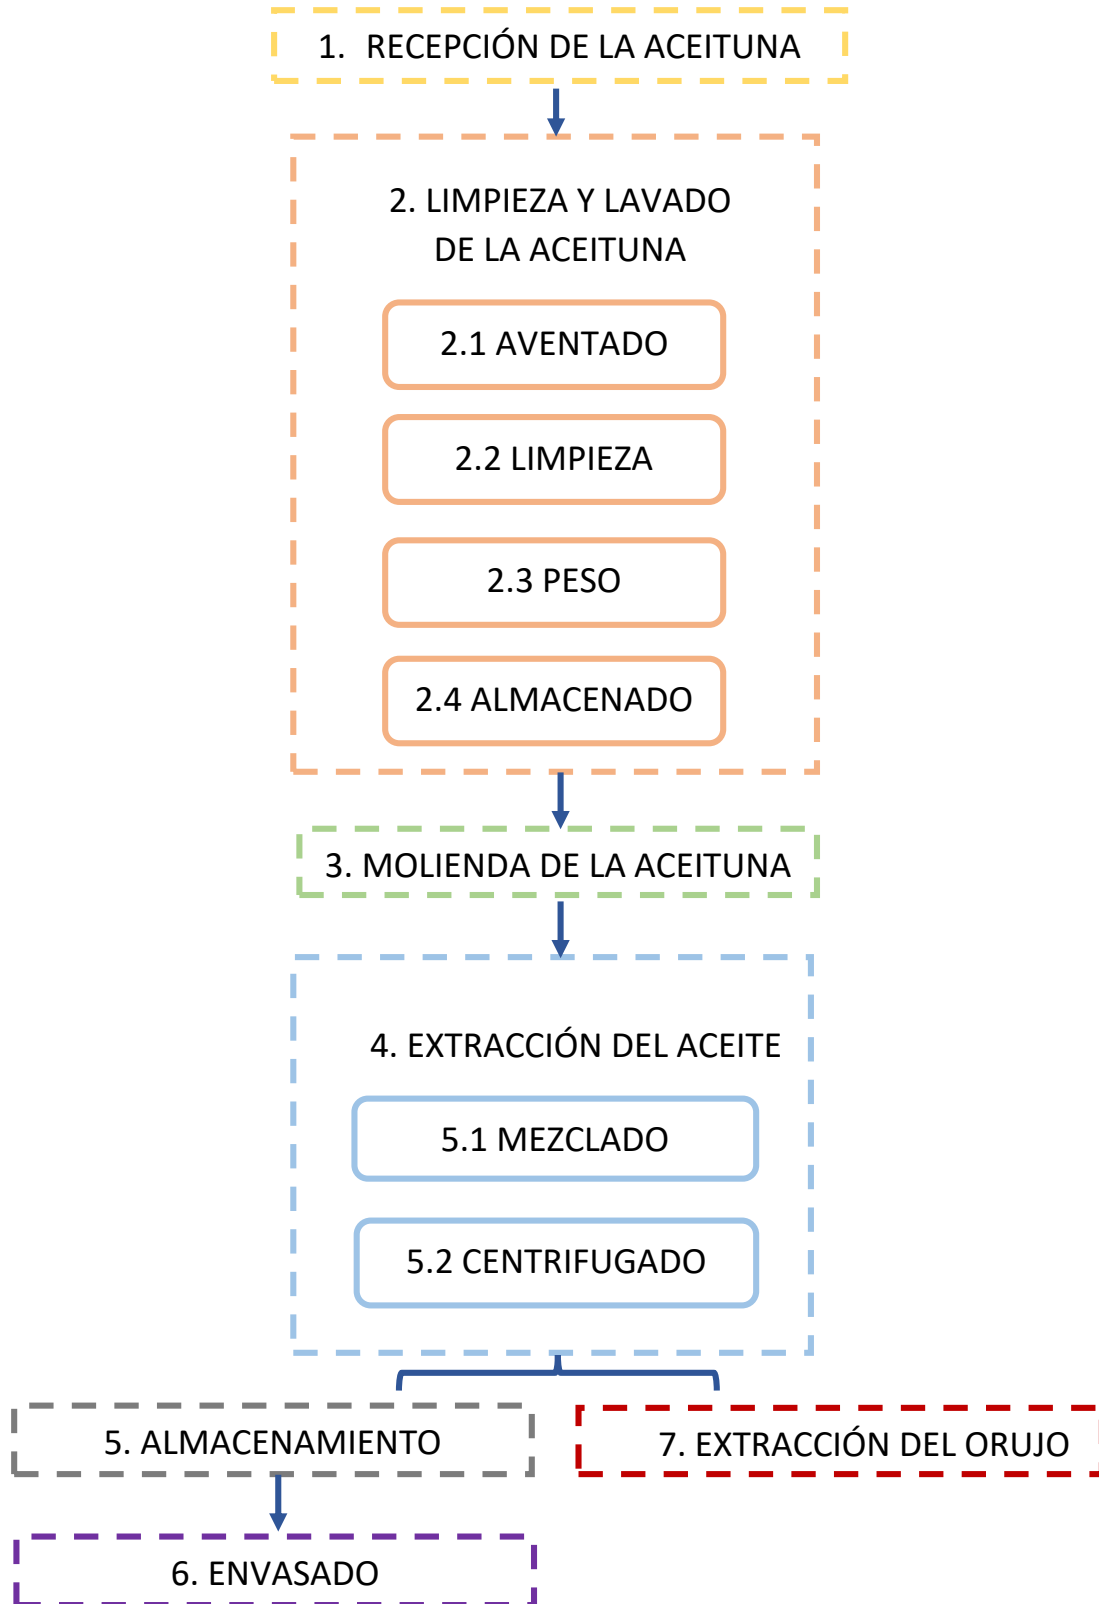 1. RECEPCIÓN DE LA ACEITUNA
2. LIMPIEZA Y LAVADO
DE LA ACEITUNA
2.1 AVENTADO
2.2 LIMPIEZA
2.3 PESO
2.4 ALMACENADO
3. MOLIENDA DE LA ACEITUNA
4. EXTRACCIÓN DEL ACEITE
5.1 MEZCLADO
5.2 CENTRIFUGADO
5. ALMACENAMIENTO
7. EXTRACCIÓN DEL ORUJO
6. ENVASADO